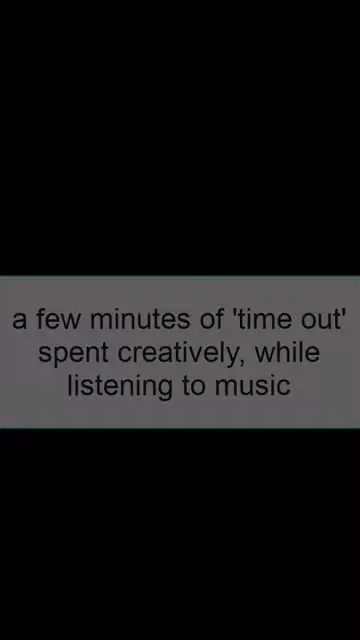 a few minutes of 'time out'
spent creatively, while
listening to music